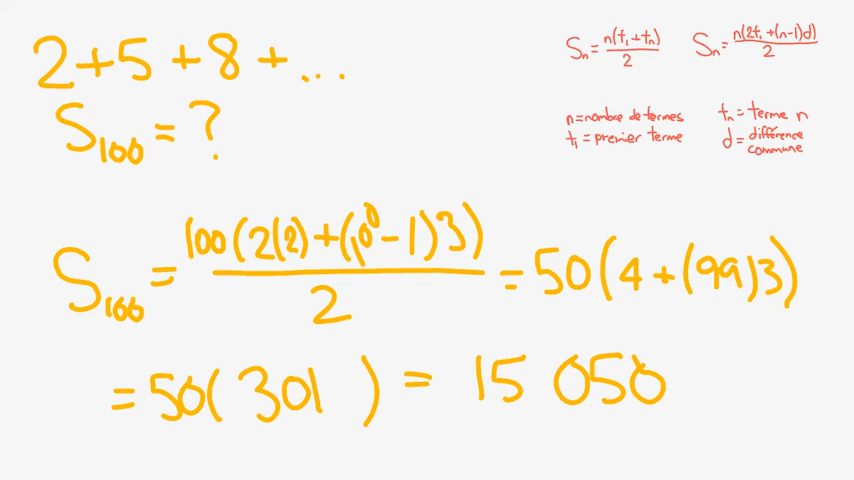 2+5+8+...
S₁₀₀ = ?
Sₙ = n(t₁+tₙ)/2
Sₙ = n(2t₁+(n-1)d)/2
n = nombre de termes
t₁ = premier terme
tₙ = terme n
d = différence
commune
S₁₀₀ = 100(2(2)+(100-1)3)/2 = 50(4+(99)3)
= 50(301) = 15 050